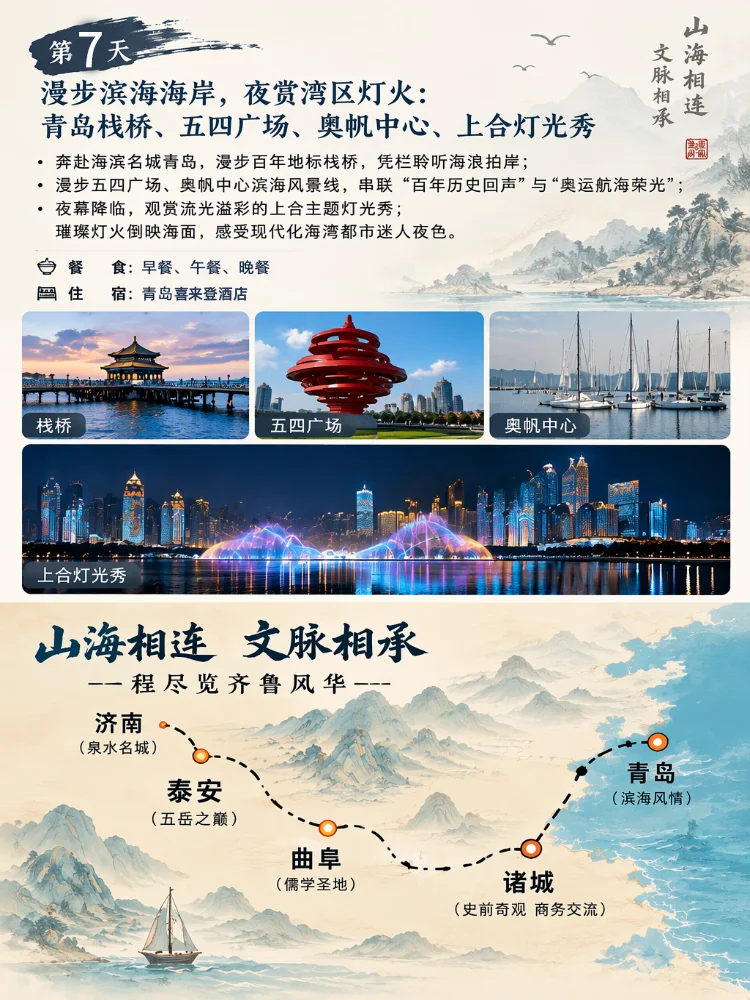 第7天
山海相连
文脉相承
漫步滨海海岸，夜赏湾区灯火：
青岛栈桥、五四广场、奥帆中心、上合灯光秀
• 奔赴海滨名城青岛，漫步百年地标栈桥，凭栏聆听海浪拍岸；
• 漫步五四广场、奥帆中心滨海风景线，串联“百年历史回声”与“奥运航海荣光”；
• 夜幕降临，观赏流光溢彩的上合主题灯光秀；
璀璨灯火倒映海面，感受现代化海湾都市迷人夜色。
餐 食：早餐、午餐、晚餐
住 宿：青岛喜来登酒店
栈桥
五四广场
奥帆中心
上合灯光秀
山海相连 文脉相承
一程尽览齐鲁风华
济南
（泉水名城）
泰安
（五岳之巅）
曲阜
（儒学圣地）
诸城
（史前奇观 商务交流）
青岛
（滨海风情）